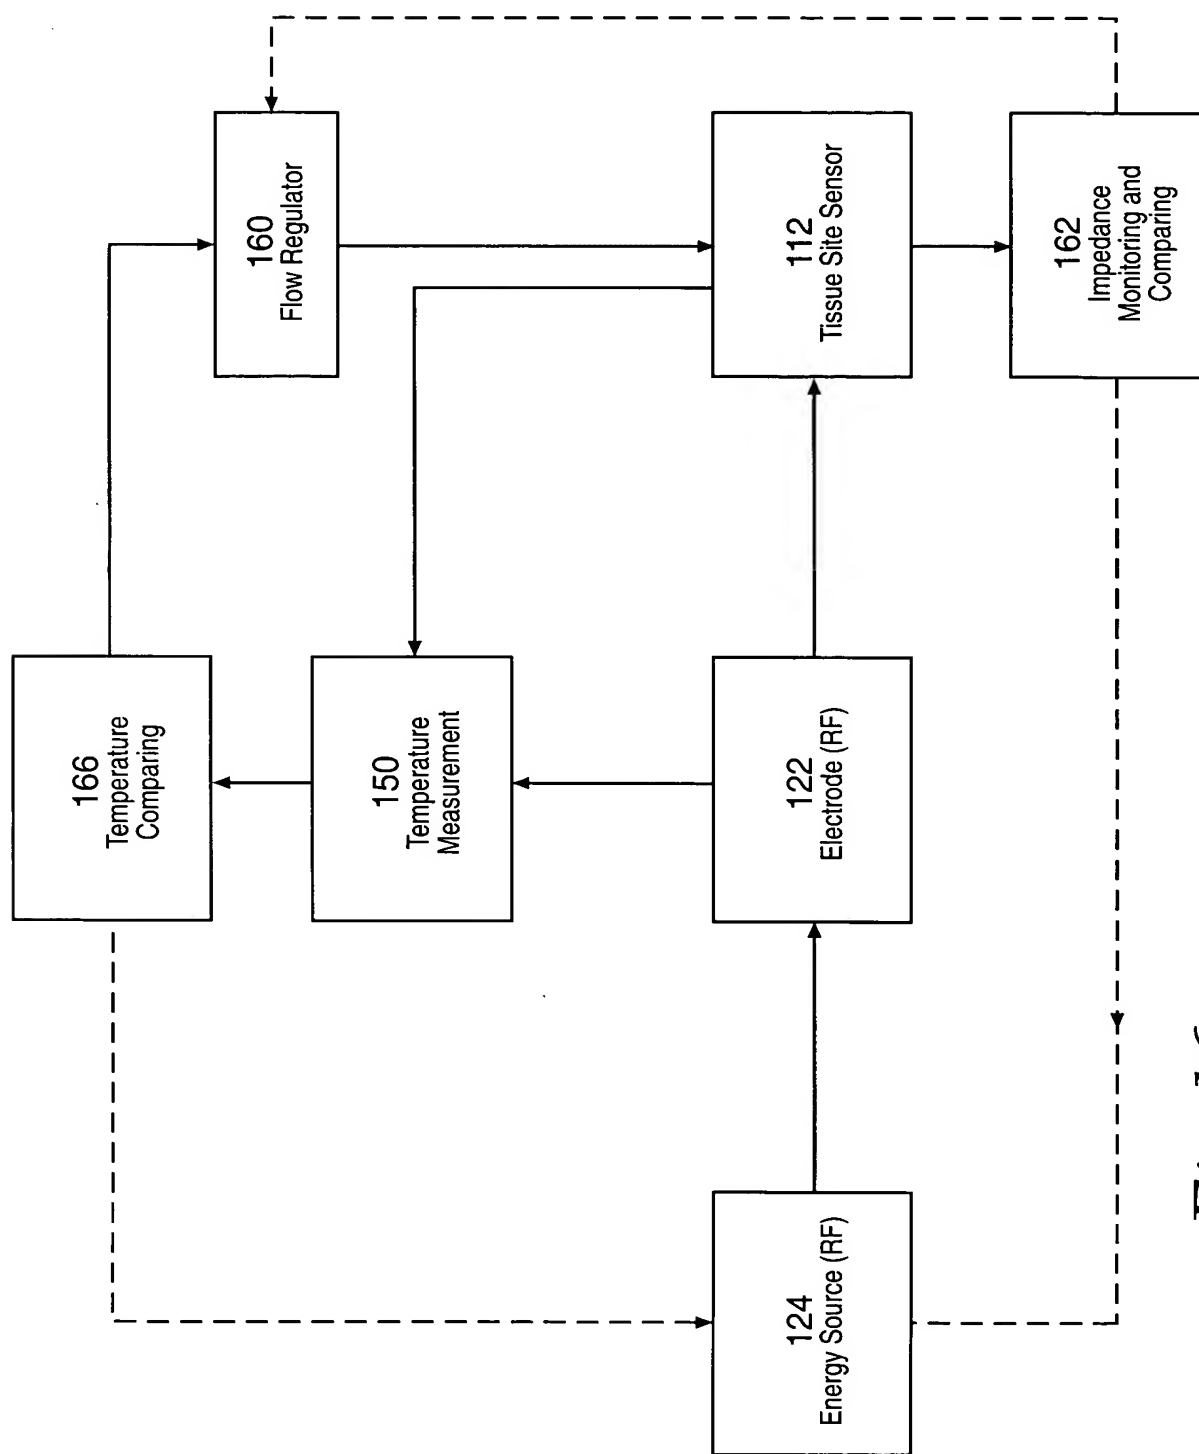 166
Temperature
Comparing
160
Flow Regulator
150
Temperature
Measurement
124
Energy Source (RF)
122
Electrode (RF)
112
Tissue Site Sensor
162
Impedance
Monitoring and
Comparing